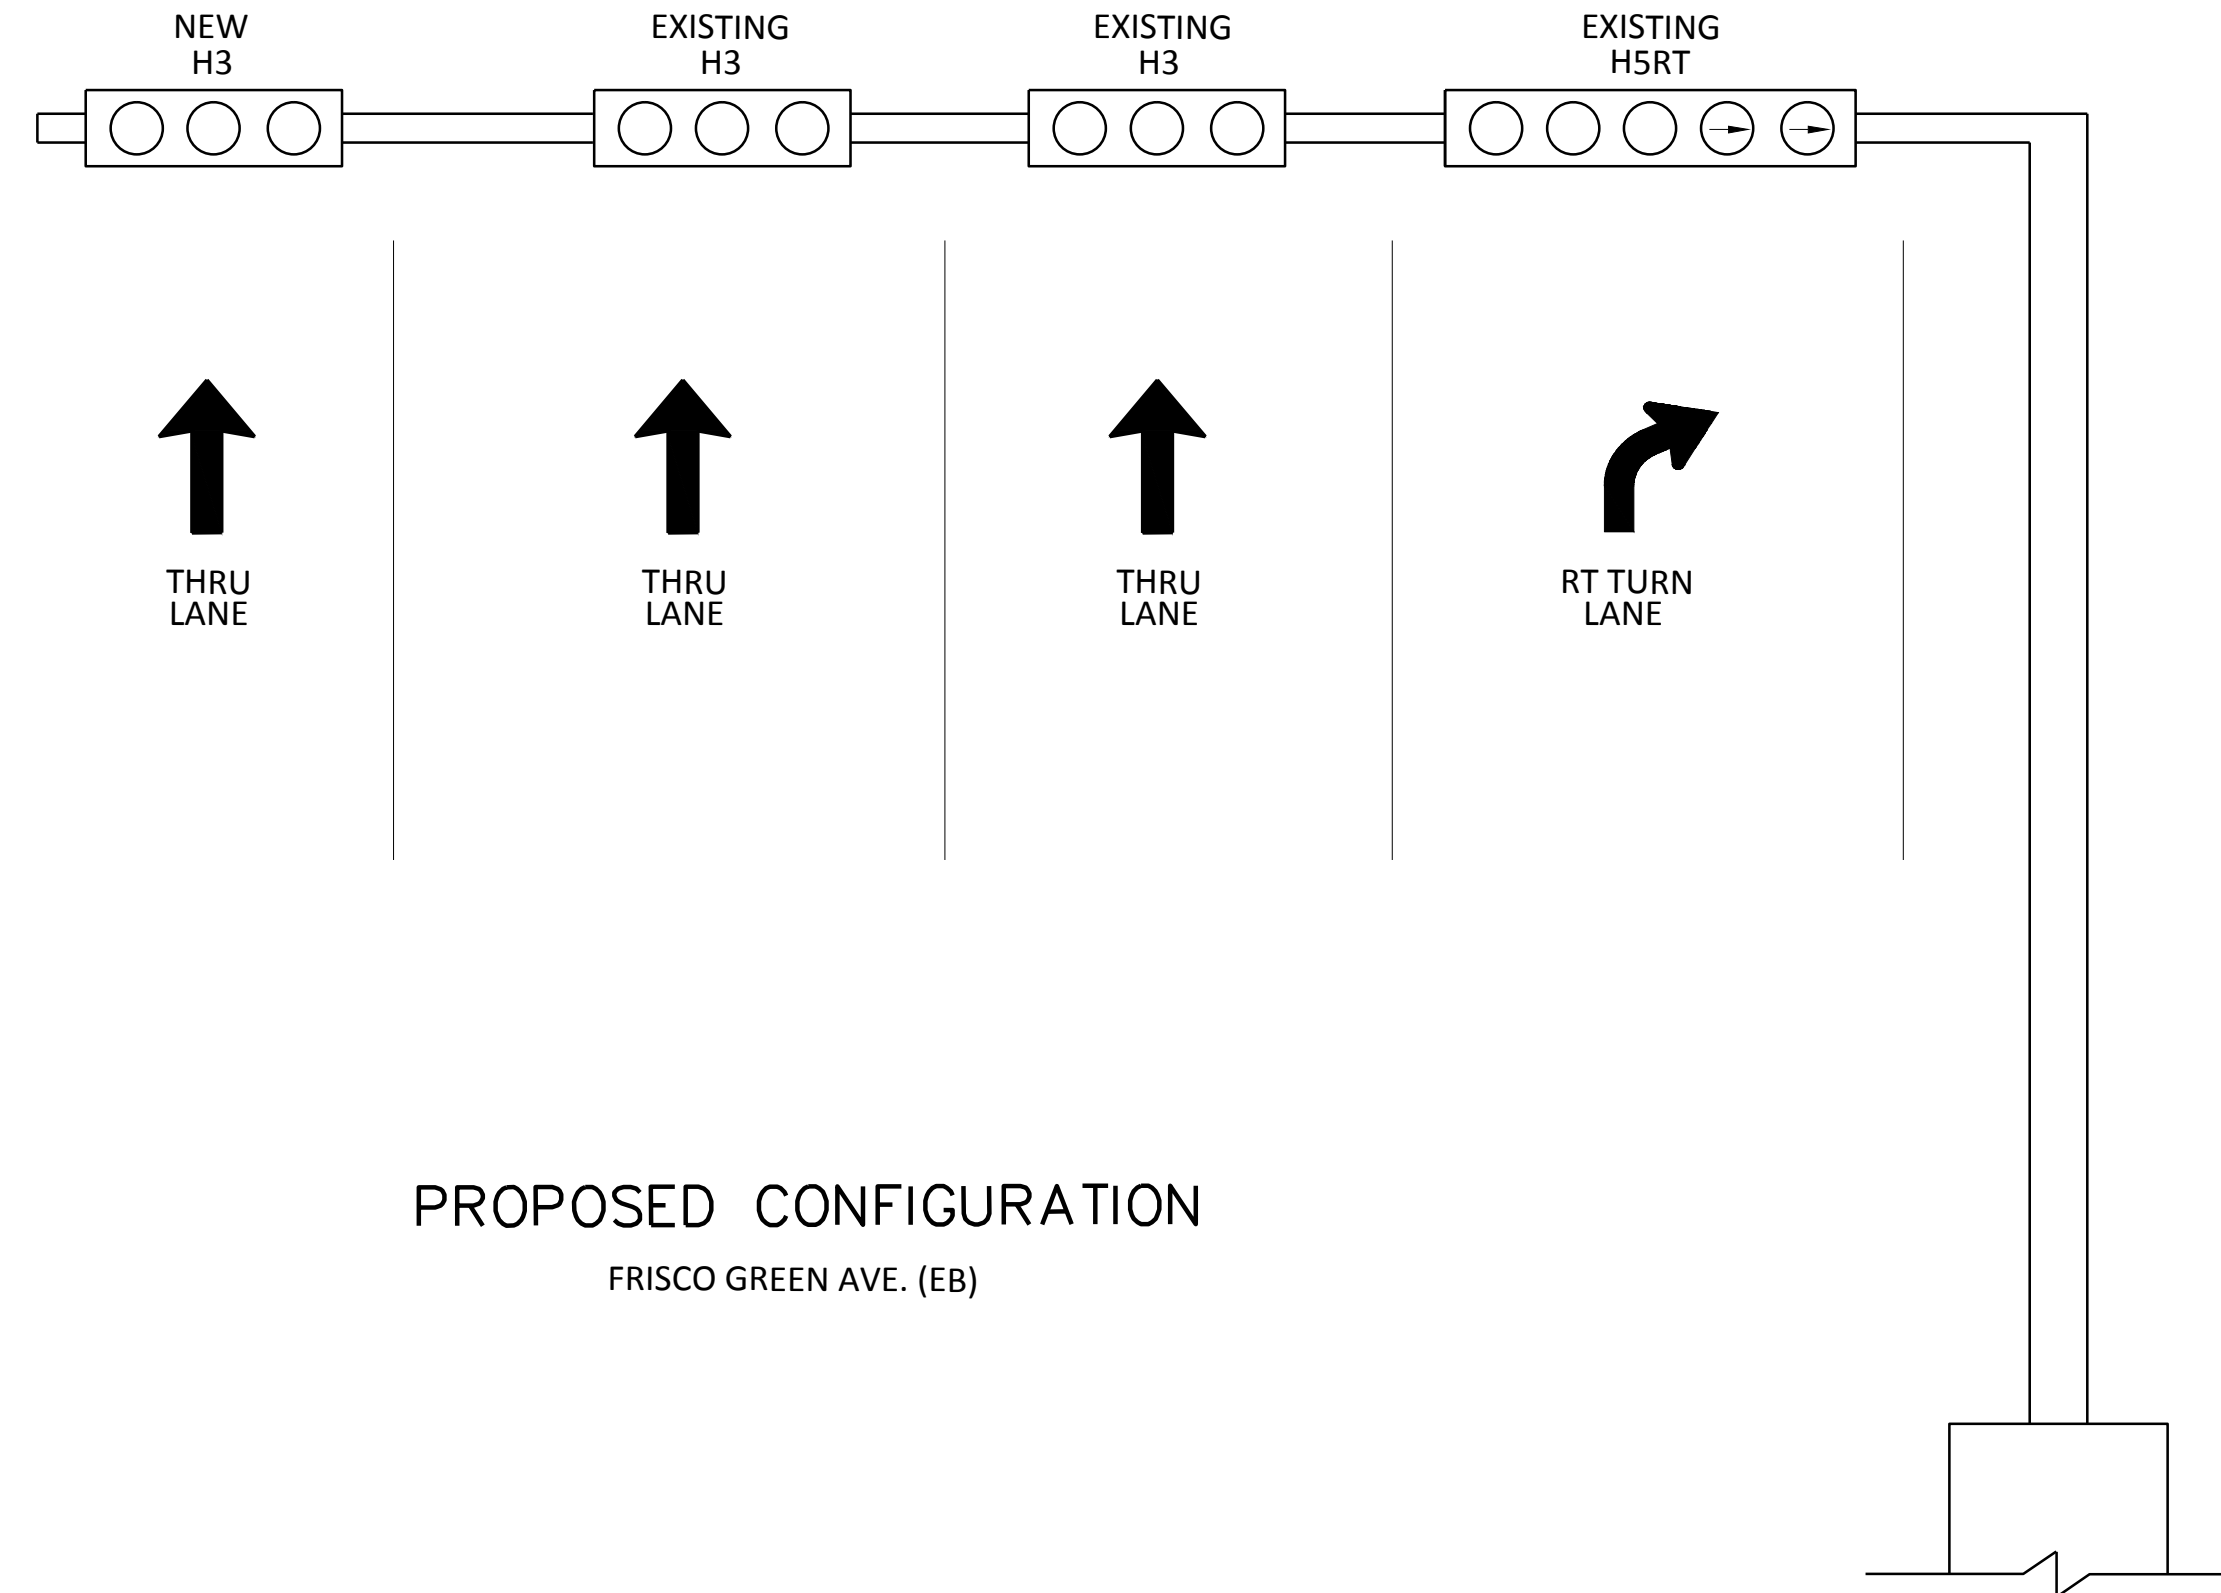 NEW
H3
EXISTING
H3
EXISTING
H3
EXISTING
H5RT
THRU
LANE
THRU
LANE
THRU
LANE
RT TURN
LANE
PROPOSED CONFIGURATION
FRISCO GREEN AVE. (EB)